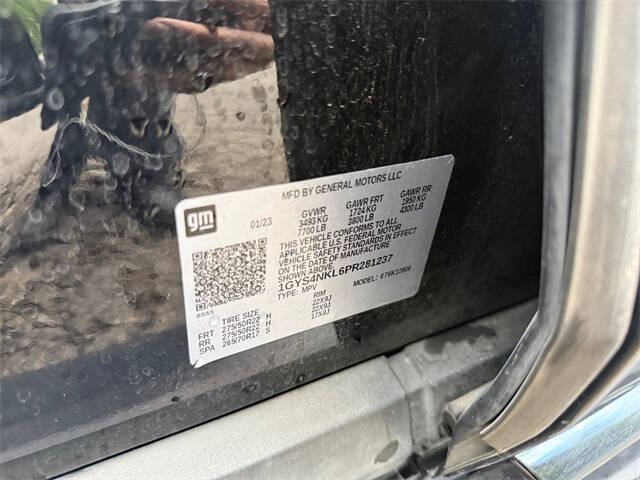 MFD BY GENERAL MOTORS LLC
gm
01/23
GVWR GAWR FRT GAWR RR
3493 KG 1724 KG 1950 KG
7700 LB 3800 LB 4300 LB
THIS VEHICLE CONFORMS TO ALL
APPLICABLE U.S. FEDERAL MOTOR
VEHICLE SAFETY STANDARDS IN EFFECT
ON THE DATE OF MANUFACTURE
SHOWN ABOVE.
1GYS4NKL6PR281237
TYPE: MPV MODEL: 6T6K10906
8555
TIRE SIZE RIM
FRT 275/50R22 H 22X9J
RR 275/50R22 H 22X9J
SPA 265/70R17 S 17X8J